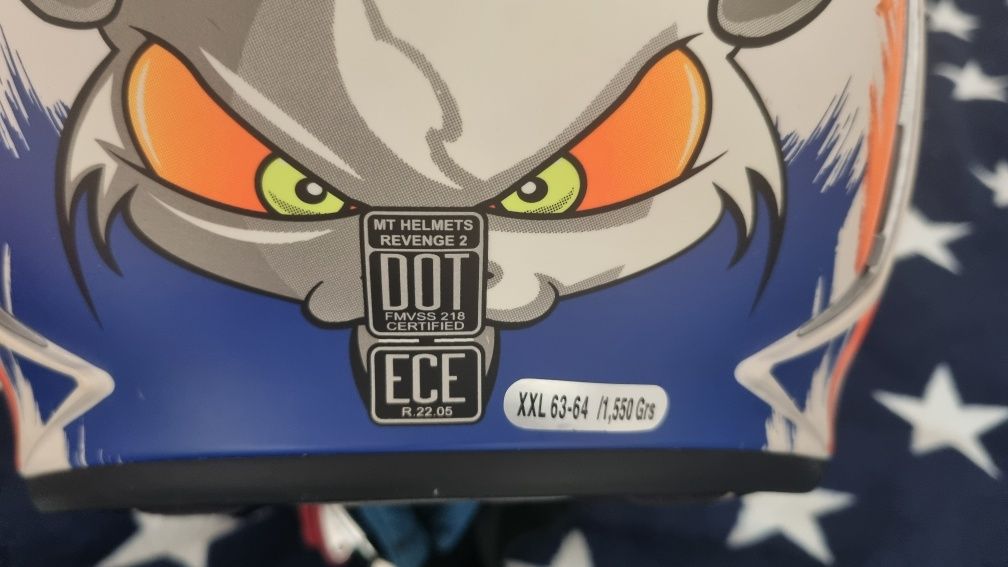 MT HELMETS
REVENGE 2
DOT
FMVSS 218
CERTIFIED
ECE
R.22.05
XXL 63-64 /1,550 Grs